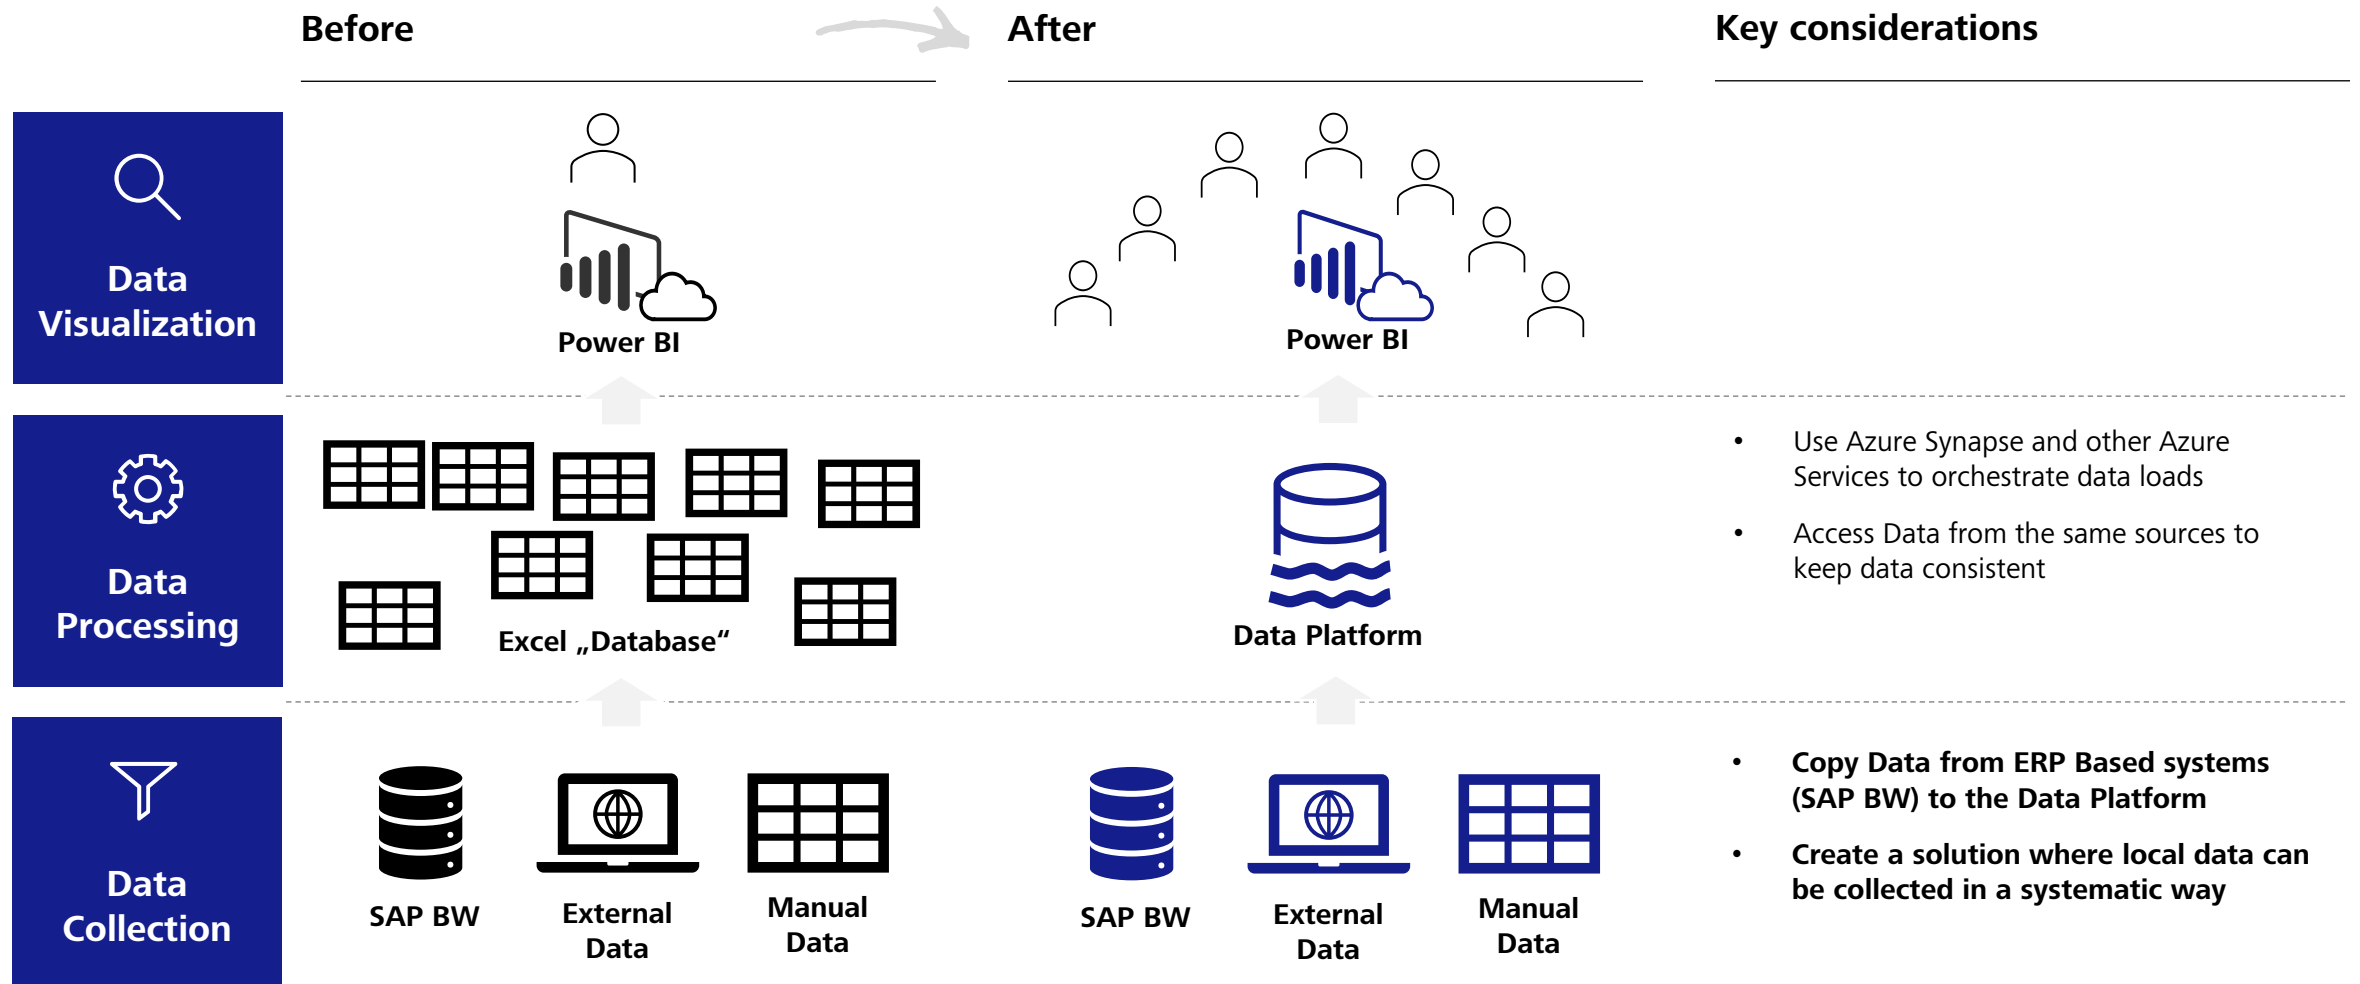 Before
After
Key considerations
Data
Visualization
Power BI
Power BI
Data
Processing
Excel „Database“
Data Platform
• Use Azure Synapse and other Azure
Services to orchestrate data loads
• Access Data from the same sources to
keep data consistent
Data
Collection
SAP BW
External
Data
Manual
Data
SAP BW
External
Data
Manual
Data
• Copy Data from ERP Based systems
(SAP BW) to the Data Platform
• Create a solution where local data can
be collected in a systematic way